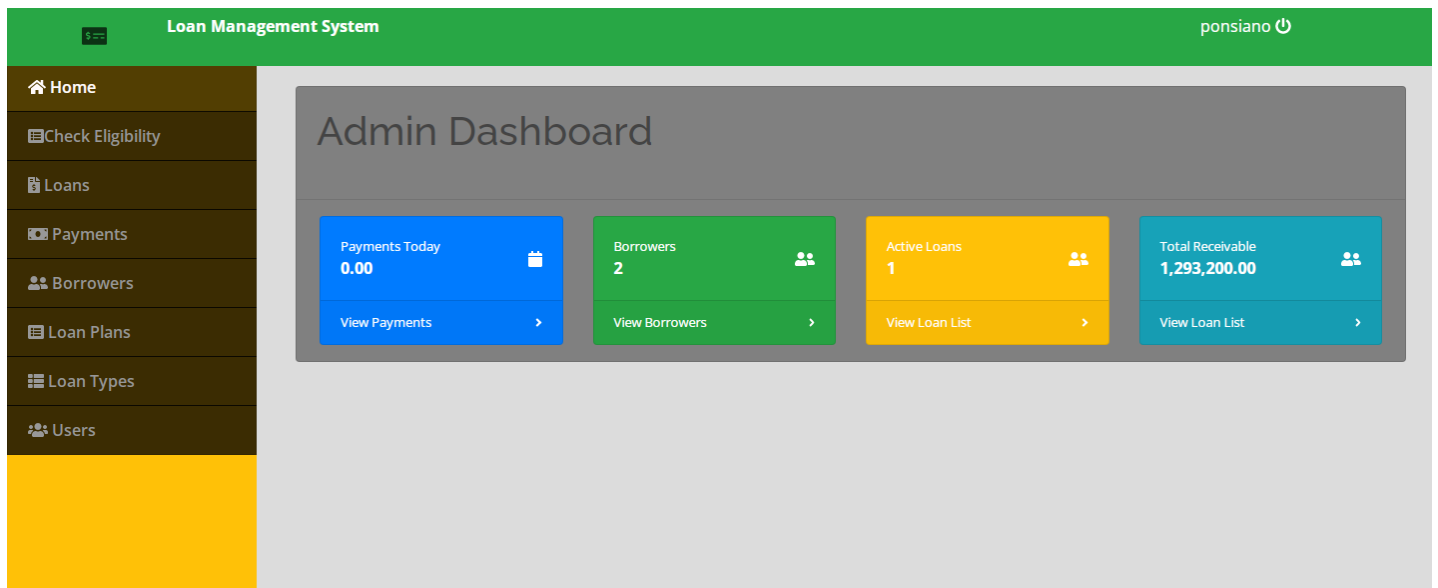 Loan Management System
ponsiano
Home
Check Eligibility
Loans
Payments
Borrowers
Loan Plans
Loan Types
Users
Admin Dashboard
Payments Today
0.00
View Payments
Borrowers
2
View Borrowers
Active Loans
1
View Loan List
Total Receivable
1,293,200.00
View Loan List